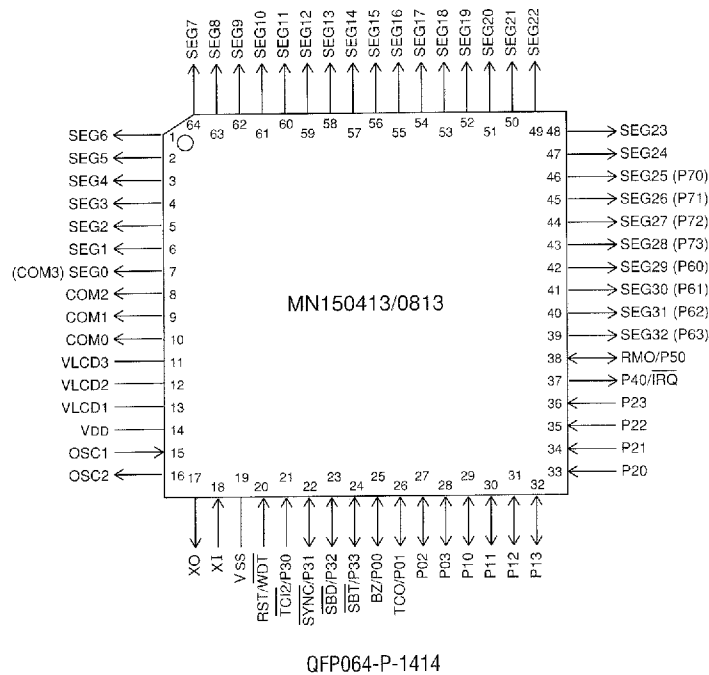 SEG7 SEG8 SEG9 SEG10 SEG11 SEG12 SEG13 SEG14 SEG15 SEG16 SEG17 SEG18 SEG19 SEG20 SEG21 SEG22
64 63 62 61 60 59 58 57 56 55 54 53 52 51 50 49
SEG6 1 48 SEG23
SEG5 2 47 SEG24
SEG4 3 46 SEG25 (P70)
SEG3 4 45 SEG26 (P71)
SEG2 5 44 SEG27 (P72)
SEG1 6 43 SEG28 (P73)
(COM3) SEG0 7 42 SEG29 (P60)
COM2 8 41 SEG30 (P61)
MN150413/0813
COM1 9 40 SEG31 (P62)
COM0 10 39 SEG32 (P63)
VLCD3 11 38 RMO/P50
VLCD2 12 37 P40/IRQ
VLCD1 13 36 P23
VDD 14 35 P22
OSC1 15 34 P21
OSC2 16 33 P20
17 18 19 20 21 22 23 24 25 26 27 28 29 30 31 32
XO XI VSS RST/WDT TCI2/P30 SYNC/P31 SBD/P32 SBT/P33 BZ/P00 TCO/P01 P02 P03 P10 P11 P12 P13
QFP064-P-1414